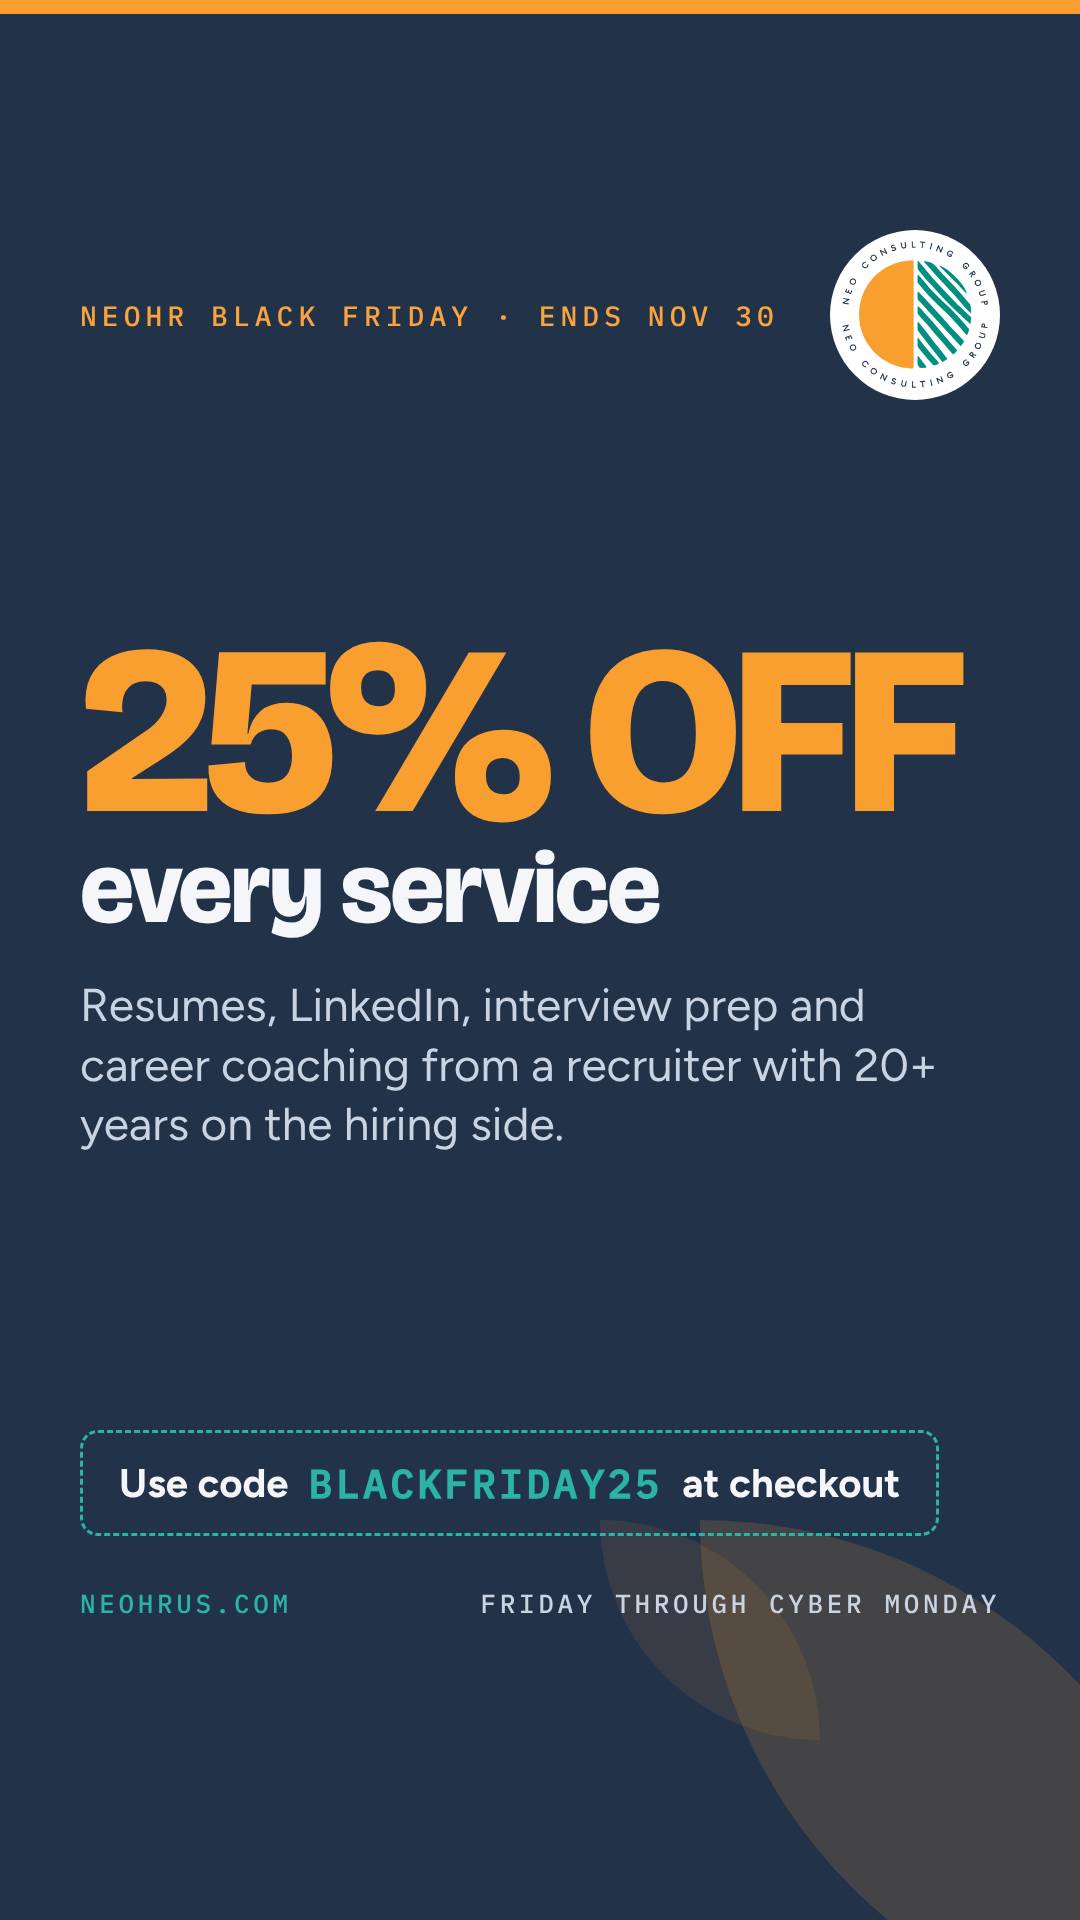 NEOHR BLACK FRIDAY · ENDS NOV 30
NEO CONSULTING GROUP
NEO CONSULTING GROUP
25% OFF
every service
Resumes, LinkedIn, interview prep and
career coaching from a recruiter with 20+
years on the hiring side.
Use code BLACKFRIDAY25 at checkout
NEOHRUS.COM
FRIDAY THROUGH CYBER MONDAY